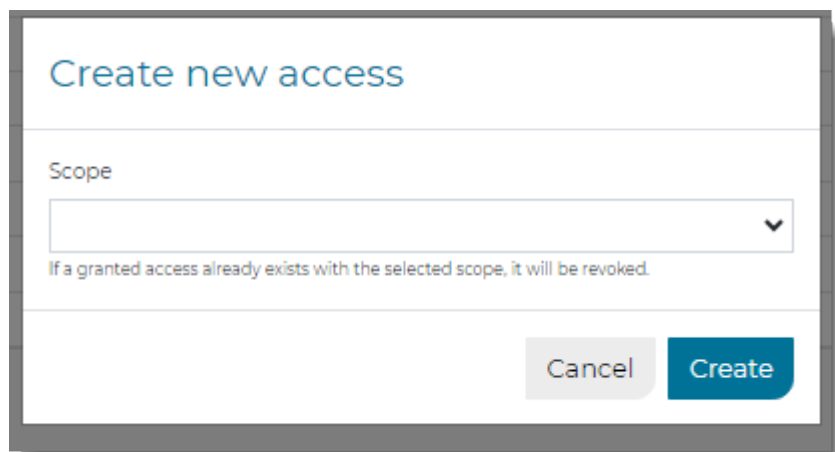 Create new access
Scope
If a granted access already exists with the selected scope, it will be revoked.
Cancel
Create